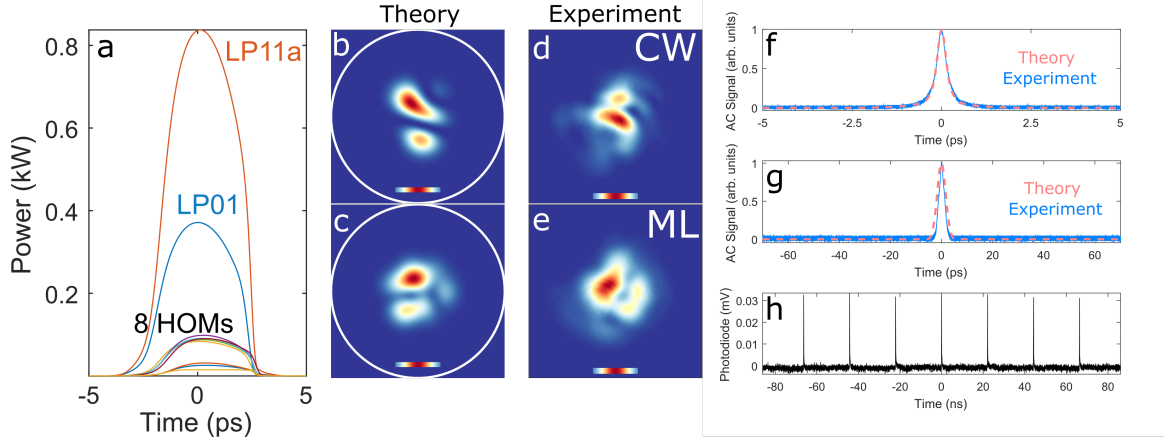 Theory
Experiment
a
LP11a
LP01
8 HOMs
0.8
0.6
0.4
0.2
Power (kW)
-5
0
5
Time (ps)
b
d
CW
c
e
ML
f
Theory
Experiment
AC Signal (arb. units)
1
0.5
0
-5
-2.5
0
2.5
5
Time (ps)
g
Theory
Experiment
AC Signal (arb. units)
1
0.5
0
-60
-40
-20
0
20
40
60
Time (ps)
h
Photodiode (mV)
0.03
0.02
0.01
0
-80
-60
-40
-20
0
20
40
60
80
Time (ns)